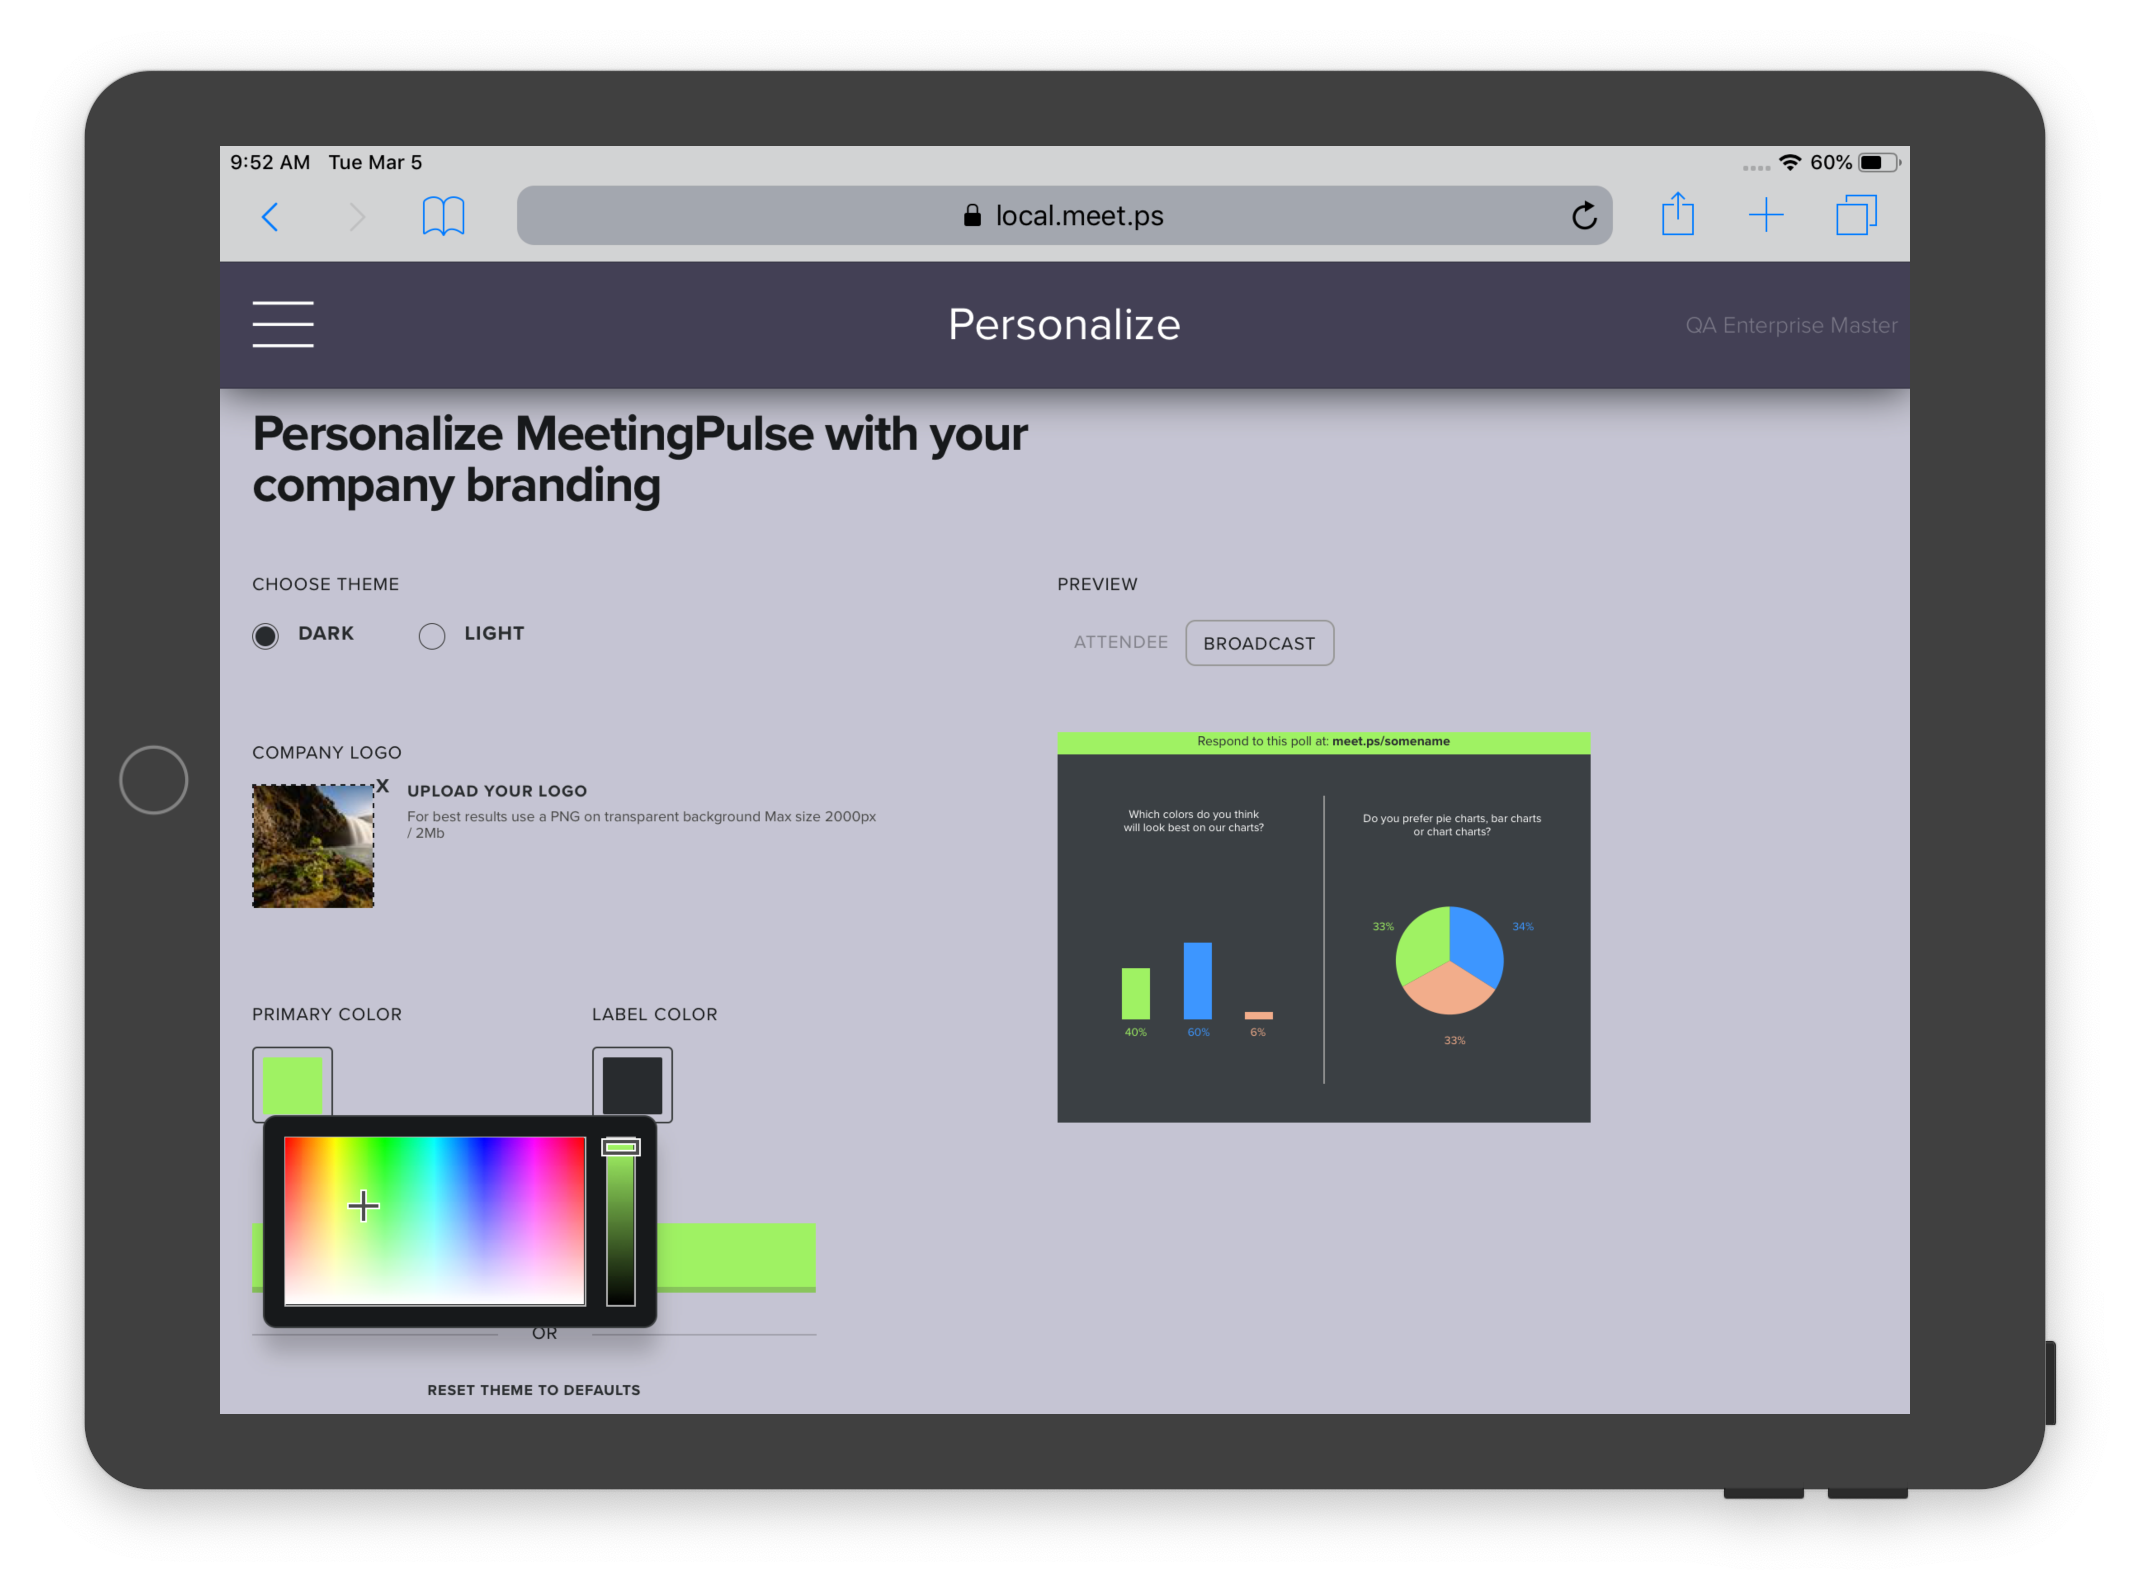 9:52 AM Tue Mar 5
60%
local.meet.ps
Personalize
QA Enterprise Master
Personalize MeetingPulse with your
company branding
CHOOSE THEME
DARK
LIGHT
COMPANY LOGO
X
UPLOAD YOUR LOGO
For best results use a PNG on transparent background Max size 2000px
/ 2Mb
PRIMARY COLOR
LABEL COLOR
OR
RESET THEME TO DEFAULTS
PREVIEW
ATTENDEE
BROADCAST
Respond to this poll at: meet.ps/somename
Which colors do you think
will look best on our charts?
40%
60%
6%
Do you prefer pie charts, bar charts
or chart charts?
33%
34%
33%